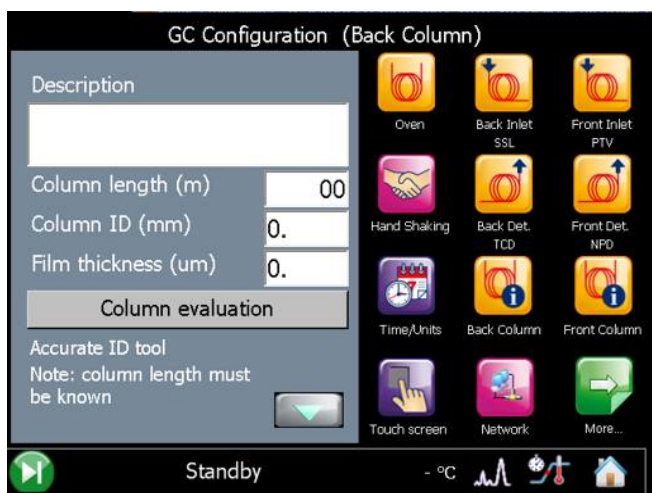 GC Configuration (Back Column)
Description
Column length (m) 00
Column ID (mm) 0.
Film thickness (um) 0.
Column evaluation
Accurate ID tool
Note: column length must
be known
Oven
Back Inlet
SSL
Front Inlet
PTV
Hand Shaking
Back Det.
TCD
Front Det.
NPD
Time/Units
Back Column
Front Column
Touch screen
Network
More...
Standby
- °C